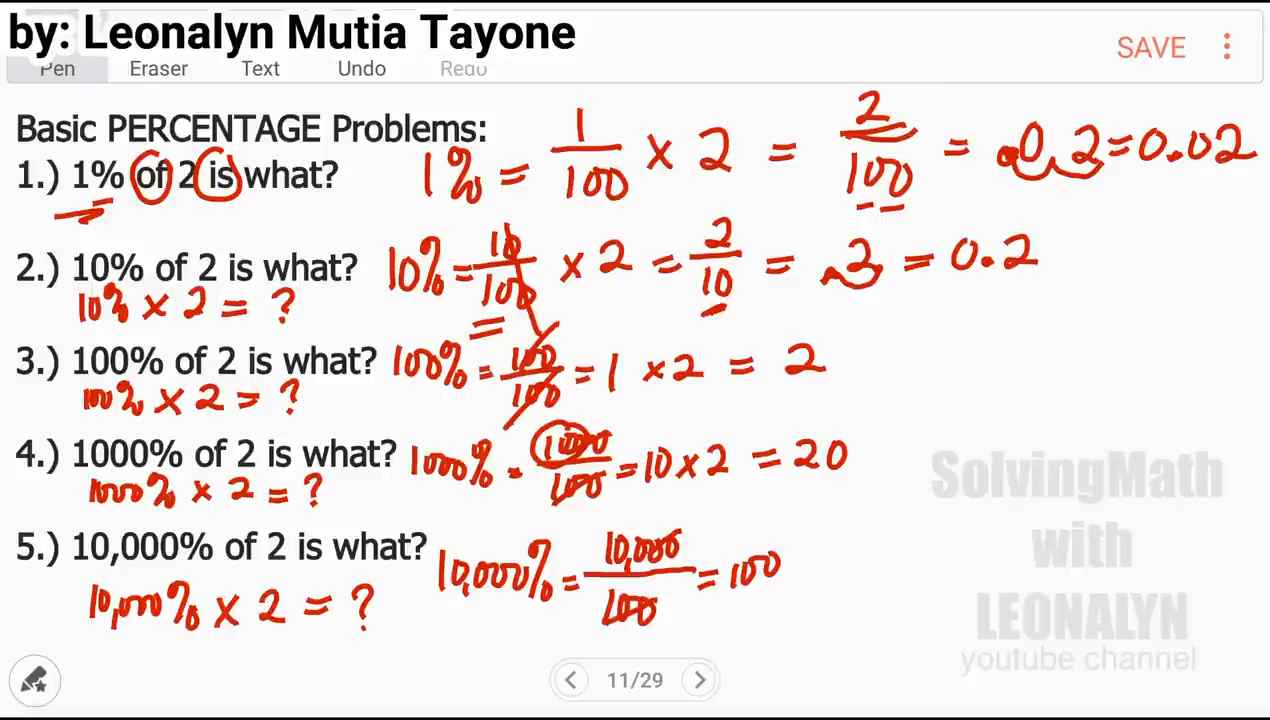 by: Leonalyn Mutia Tayone
SAVE
Pen Eraser Text Undo Redo
Basic PERCENTAGE Problems:
1.) 1% of 2 is what? 1% = 1/100 × 2 = 2/100 = .0 2 = 0.02
2.) 10% of 2 is what? 10% = 10/100 × 2 = 2/10 = .2 = 0.2
10% × 2 = ?
3.) 100% of 2 is what? 100% = 100/100 = 1 × 2 = 2
100% × 2 = ?
4.) 1000% of 2 is what? 1000% = 1000/100 = 10 × 2 = 20
1000% × 2 = ?
5.) 10,000% of 2 is what? 10,000% = 10,000/100 = 100
10,000% × 2 = ?
SolvingMath
with
LEONALYN
youtube channel
11/29